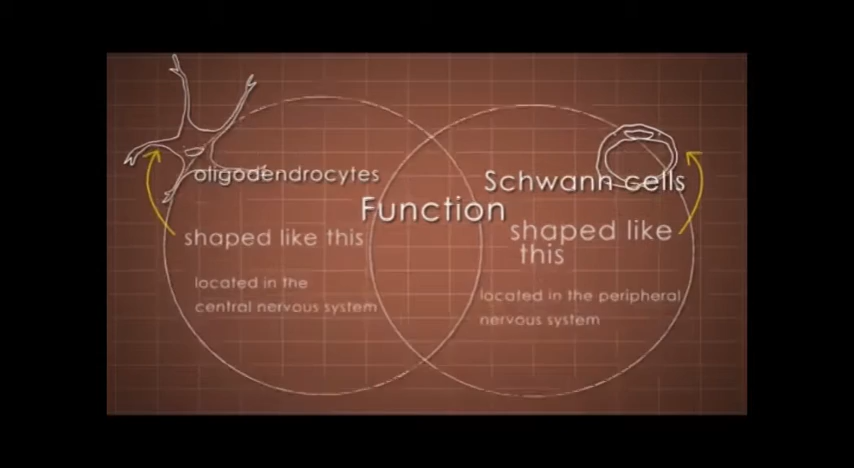 oligodendrocytes
shaped like this
located in the
central nervous system
Function
Schwann cells
shaped like
this
located in the peripheral
nervous system